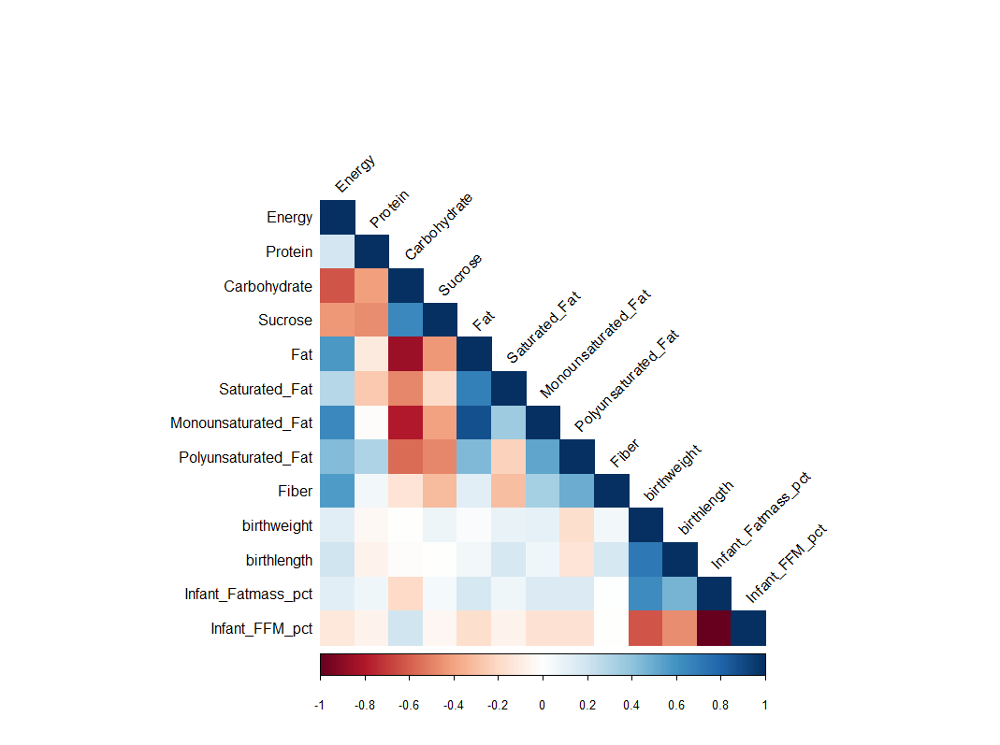 Energy
Protein
Carbohydrate
Sucrose
Fat
Saturated_Fat
Monounsaturated_Fat
Polyunsaturated_Fat
Fiber
birthweight
birthlength
Infant_Fatmass_pct
Infant_FFM_pct
Energy
Protein
Carbohydrate
Sucrose
Fat
Saturated_Fat
Monounsaturated_Fat
Polyunsaturated_Fat
Fiber
birthweight
birthlength
Infant_Fatmass_pct
Infant_FFM_pct
-1 -0.8 -0.6 -0.4 -0.2 0 0.2 0.4 0.6 0.8 1